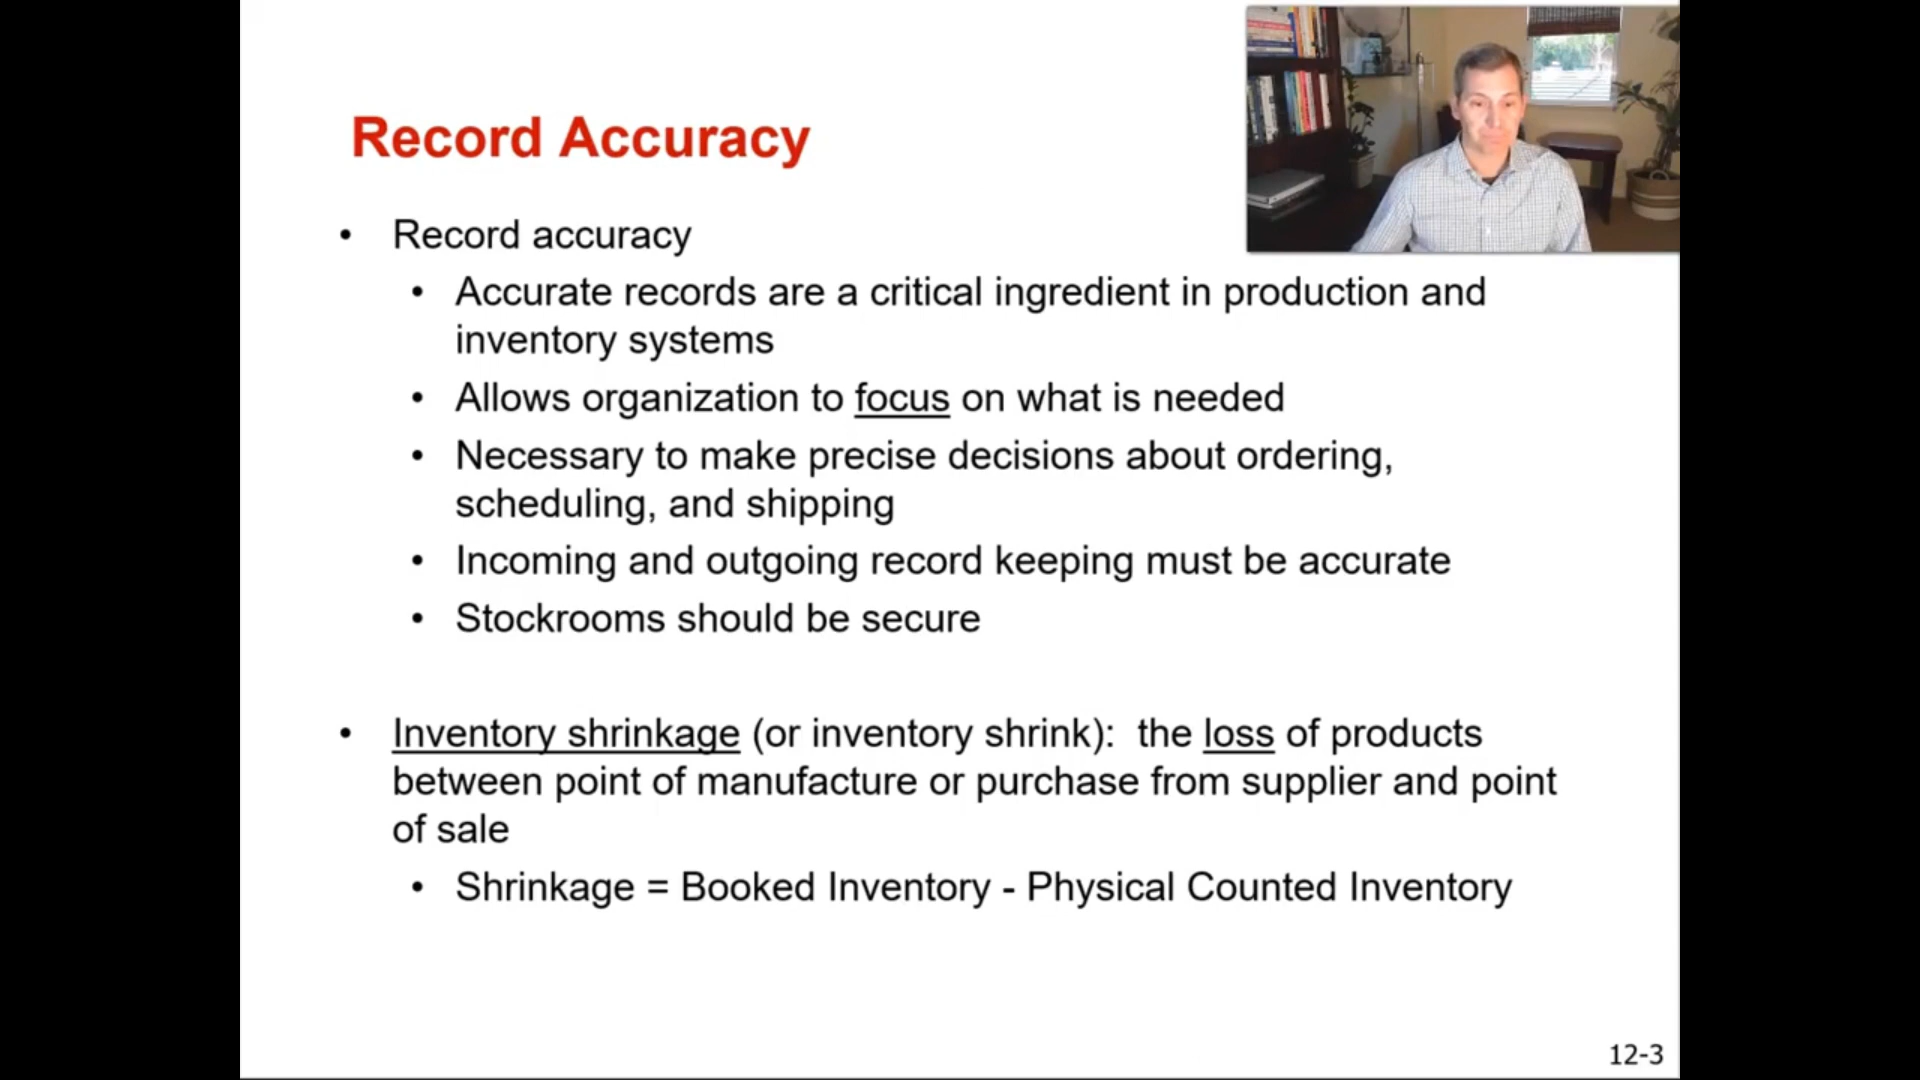 Record Accuracy
• Record accuracy
• Accurate records are a critical ingredient in production and
inventory systems
• Allows organization to focus on what is needed
• Necessary to make precise decisions about ordering,
scheduling, and shipping
• Incoming and outgoing record keeping must be accurate
• Stockrooms should be secure
• Inventory shrinkage (or inventory shrink): the loss of products
between point of manufacture or purchase from supplier and point
of sale
• Shrinkage = Booked Inventory - Physical Counted Inventory
12-3